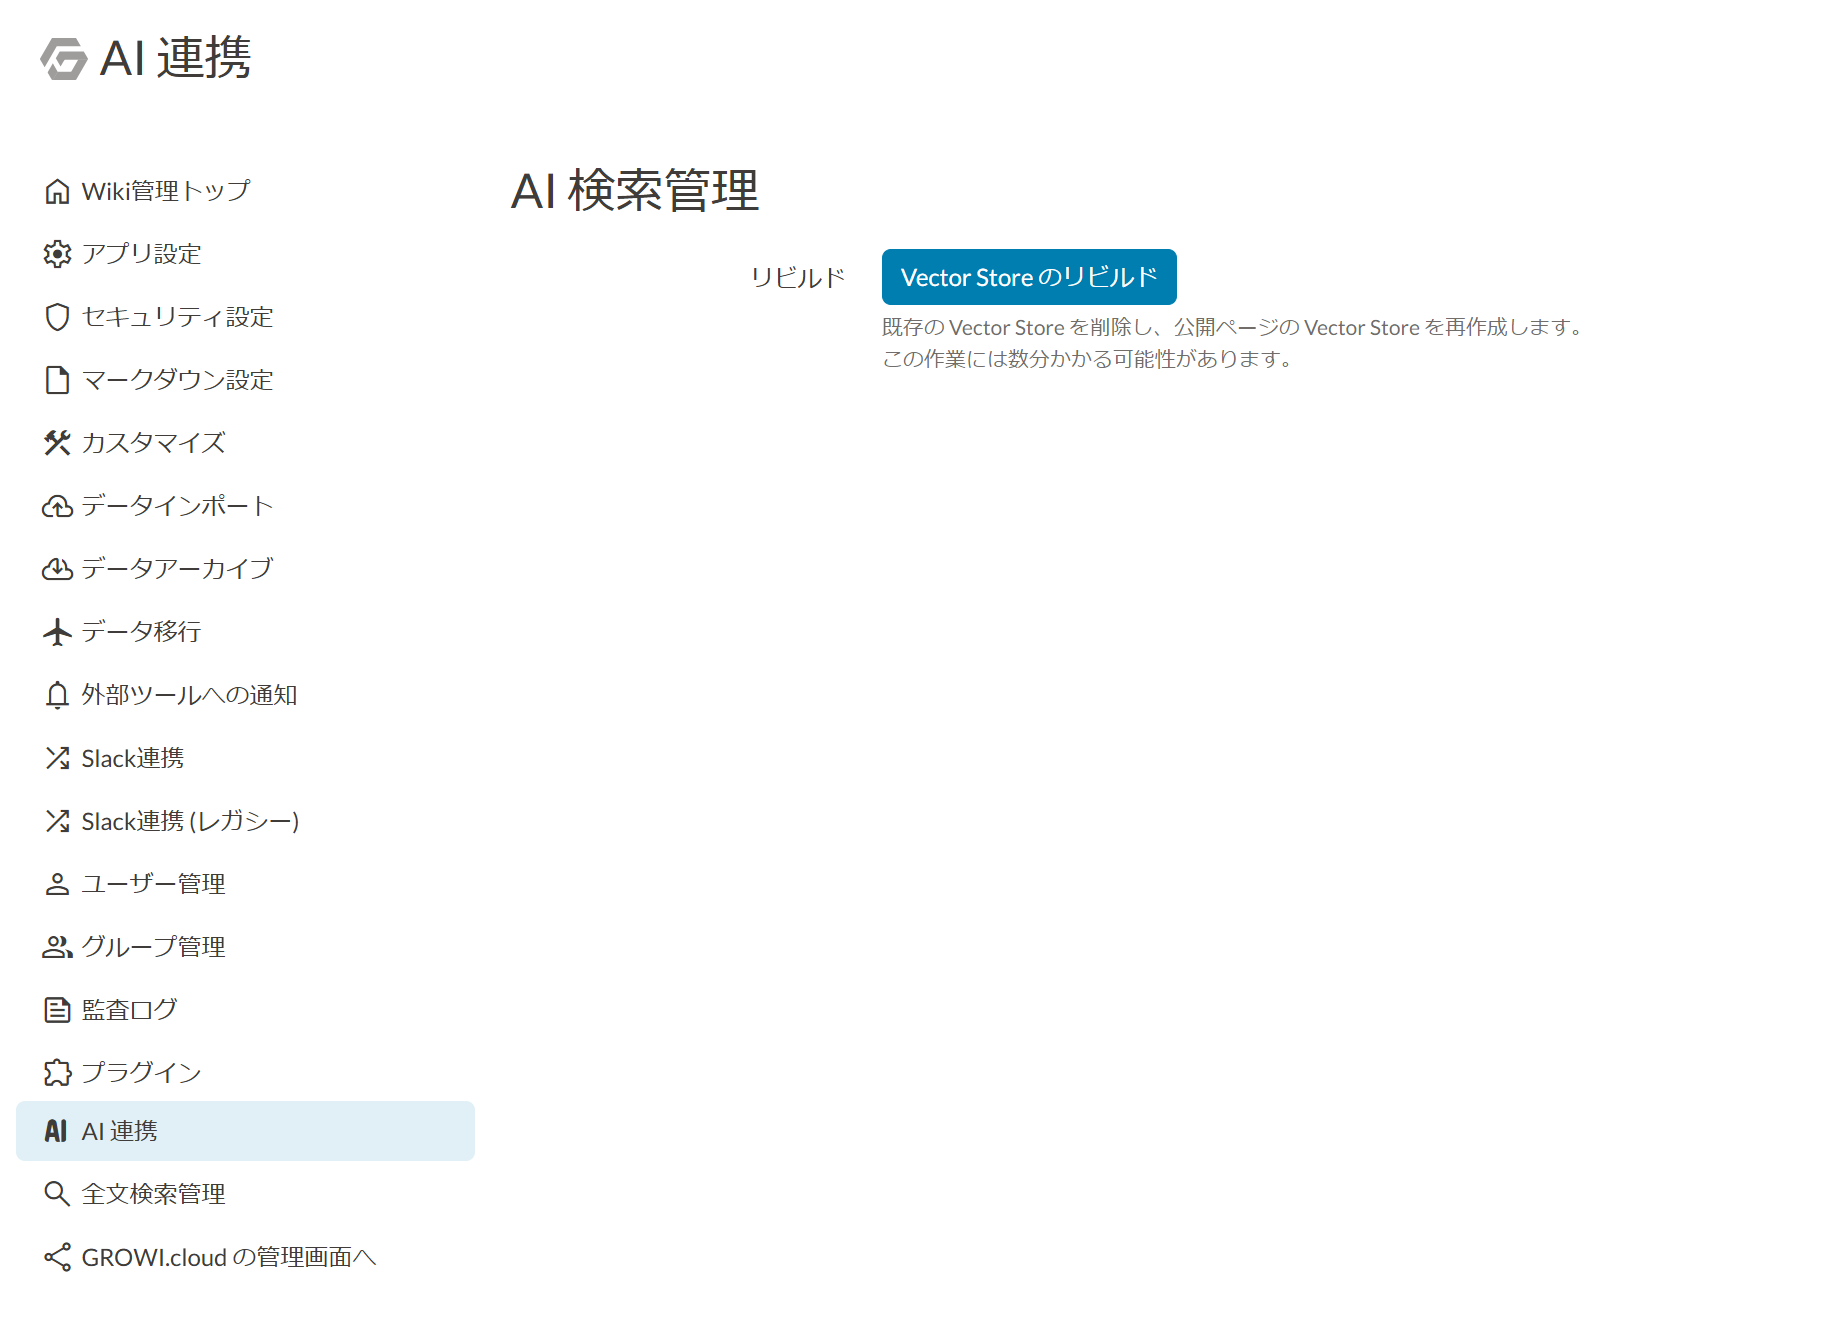 AI 連携
Wiki管理トップ
アプリ設定
セキュリティ設定
マークダウン設定
カスタマイズ
データインポート
データアーカイブ
データ移行
外部ツールへの通知
Slack連携
Slack連携 (レガシー)
ユーザー管理
グループ管理
監査ログ
プラグイン
AI AI 連携
全文検索管理
GROWI.cloud の管理画面へ
AI 検索管理
リビルド
Vector Store のリビルド
既存の Vector Store を削除し、公開ページの Vector Store を再作成します。
この作業には数分かかる可能性があります。